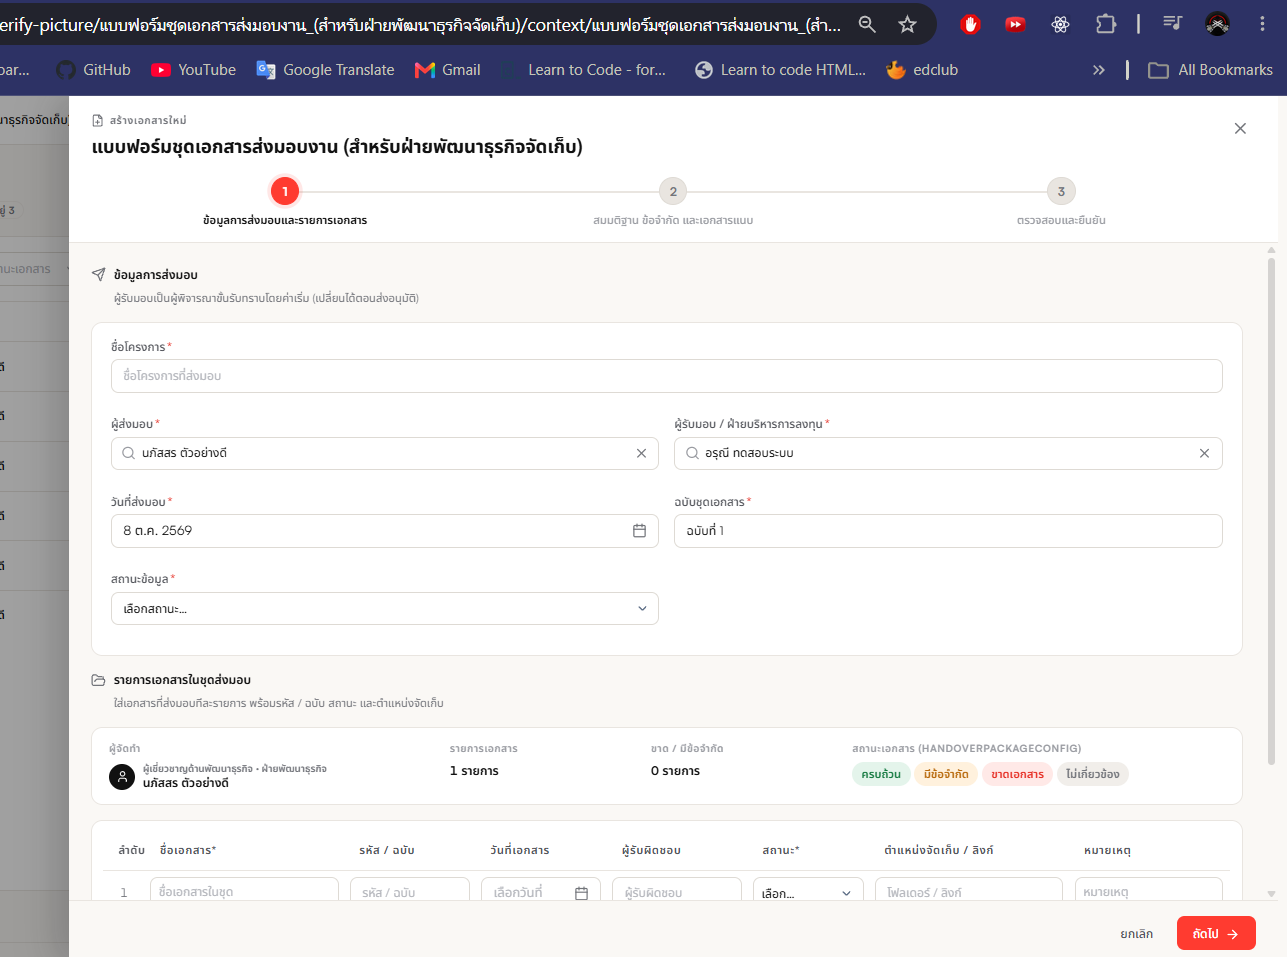 erify-picture/แบบฟอร์มชุดเอกสารส่งมอบงาน_(สำหรับฝ่ายพัฒนาธุรกิจจัดเก็บ)/context/แบบฟอร์มชุดเอกสารส่งมอบงาน_(สำ...
par... GitHub YouTube Google Translate Gmail Learn to Code - for... Learn to code HTML... edclub » All Bookmarks
าธุรกิจจัดเก็บ)
สร้างเอกสารใหม่
แบบฟอร์มชุดเอกสารส่งมอบงาน (สำหรับฝ่ายพัฒนาธุรกิจจัดเก็บ)
1 2 3
ข้อมูลการส่งมอบและรายการเอกสาร สมมติฐาน ข้อจำกัด และเอกสารแนบ ตรวจสอบและยืนยัน
ยู่ 3
านะเอกสาร
ข้อมูลการส่งมอบ
ผู้รับมอบเป็นผู้พิจารณาขั้นรับทราบโดยค่าเริ่ม (เปลี่ยนได้ตอนส่งอนุมัติ)
ชื่อโครงการ*
ชื่อโครงการที่ส่งมอบ
ผู้ส่งมอบ* ผู้รับมอบ / ฝ่ายบริหารการลงทุน*
นภัสสร ตัวอย่างดี อรุณี ทดสอบระบบ
วันที่ส่งมอบ* ฉบับชุดเอกสาร*
8 ต.ค. 2569 ฉบับที่ 1
สถานะข้อมูล*
เลือกสถานะ...
รายการเอกสารในชุดส่งมอบ
ใส่เอกสารที่ส่งมอบทีละรายการ พร้อมรหัส / ฉบับ สถานะ และตำแหน่งจัดเก็บ
ผู้จัดทำ รายการเอกสาร ขาด / มีข้อจำกัด สถานะเอกสาร (HANDOVERPACKAGECONFIG)
ผู้เชี่ยวชาญด้านพัฒนาธุรกิจ • ฝ่ายพัฒนาธุรกิจ
นภัสสร ตัวอย่างดี 1 รายการ 0 รายการ ครบถ้วน มีข้อจำกัด ขาดเอกสาร ไม่เกี่ยวข้อง
ลำดับ ชื่อเอกสาร* รหัส / ฉบับ วันที่เอกสาร ผู้รับผิดชอบ สถานะ* ตำแหน่งจัดเก็บ / ลิงก์ หมายเหตุ
1 ชื่อเอกสารในชุด รหัส / ฉบับ เลือกวันที่ ผู้รับผิดชอบ เลือก... โฟลเดอร์ / ลิงก์ หมายเหตุ
ยกเลิก ถัดไป →